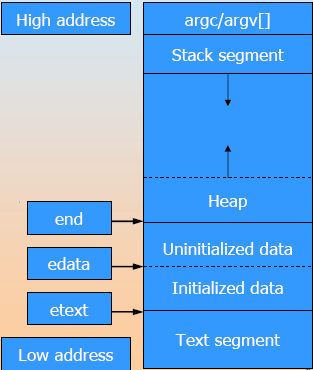 High address
argc/argv[]
Stack segment
Heap
end
Uninitialized data
edata
Initialized data
etext
Text segment
Low address